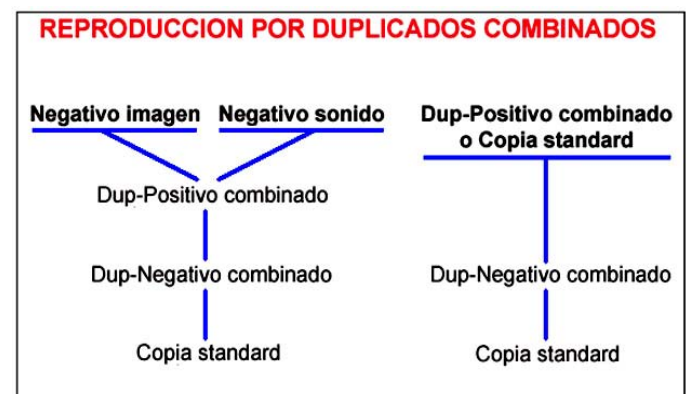 REPRODUCCION POR DUPLICADOS COMBINADOS
Negativo imagen Negativo sonido
Dup-Positivo combinado
Dup-Negativo combinado
Copia standard
Dup-Positivo combinado
o Copia standard
Dup-Negativo combinado
Copia standard